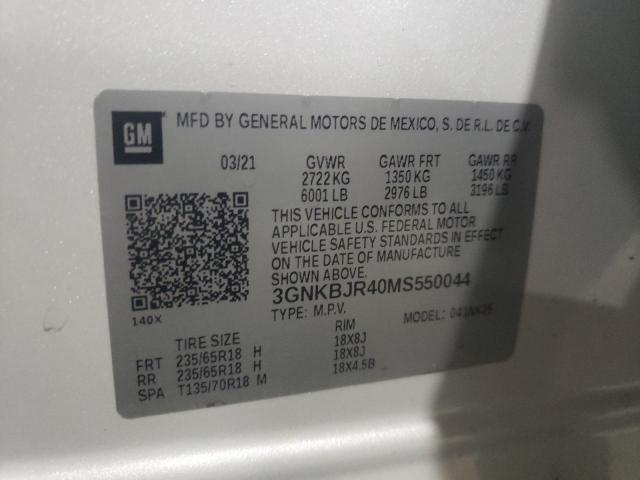 GM MFD BY GENERAL MOTORS DE MEXICO, S. DE R.L. DE C.V.
03/21 GVWR GAWR FRT GAWR RR
2722 KG 1350 KG 1450 KG
6001 LB 2976 LB 3196 LB
THIS VEHICLE CONFORMS TO ALL
APPLICABLE U.S. FEDERAL MOTOR
VEHICLE SAFETY STANDARDS IN EFFECT
ON THE DATE OF MANUFACTURE
SHOWN ABOVE.
3GNKBJR40MS550044
140X TYPE: M.P.V. MODEL: 041NK26
TIRE SIZE RIM
FRT 235/65R18 H 18X8J
RR 235/65R18 H 18X8J
SPA T135/70R18 M 18X4.5B